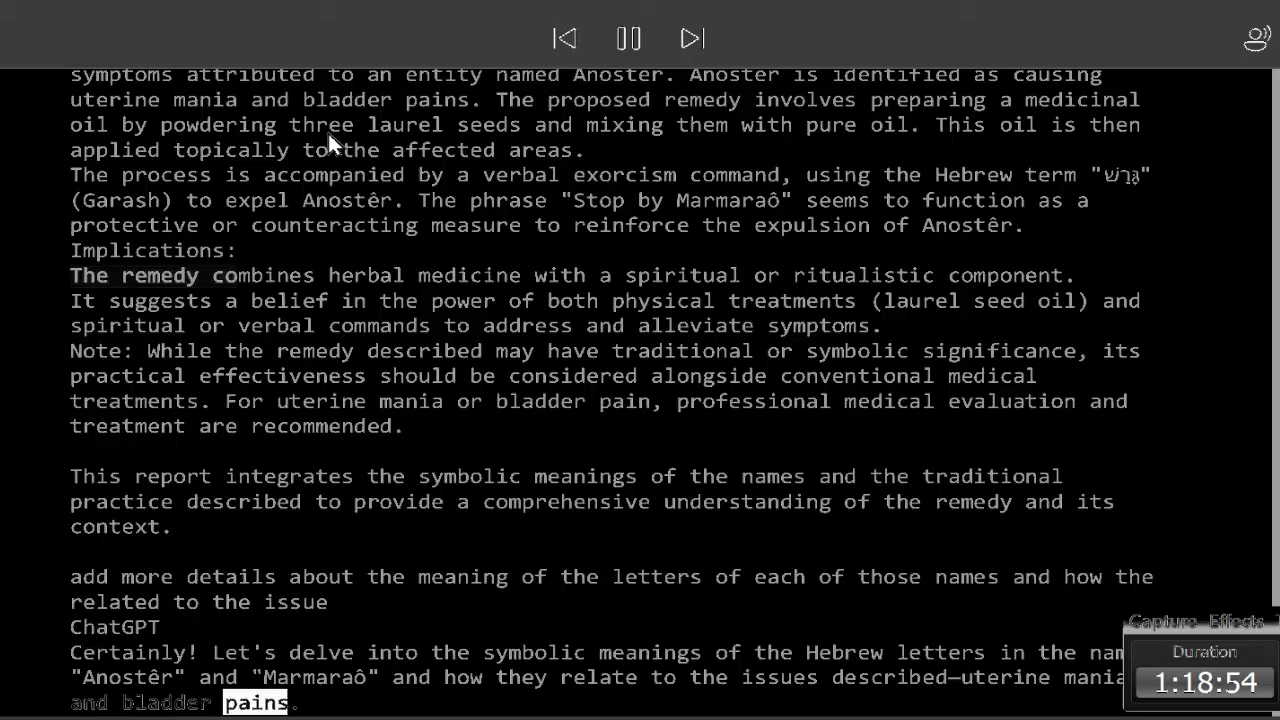 symptoms attributed to an entity named Anostêr. Anostêr is identified as causing
uterine mania and bladder pains. The proposed remedy involves preparing a medicinal
oil by powdering three laurel seeds and mixing them with pure oil. This oil is then
applied topically to the affected areas.
The process is accompanied by a verbal exorcism command, using the Hebrew term "גָּרַשׁ"
(Garash) to expel Anostêr. The phrase "Stop by Marmaraô" seems to function as a
protective or counteracting measure to reinforce the expulsion of Anostêr.
Implications:
The remedy combines herbal medicine with a spiritual or ritualistic component.
It suggests a belief in the power of both physical treatments (laurel seed oil) and
spiritual or verbal commands to address and alleviate symptoms.
Note: While the remedy described may have traditional or symbolic significance, its
practical effectiveness should be considered alongside conventional medical
treatments. For uterine mania or bladder pain, professional medical evaluation and
treatment are recommended.
This report integrates the symbolic meanings of the names and the traditional
practice described to provide a comprehensive understanding of the remedy and its
context.
add more details about the meaning of the letters of each of those names and how the
related to the issue
ChatGPT
Certainly! Let's delve into the symbolic meanings of the Hebrew letters in the
"Anostêr" and "Marmaraô" and how they relate to the issues described—uterine mania
and bladder pains.
Capture Effects
Duration
1:18:54